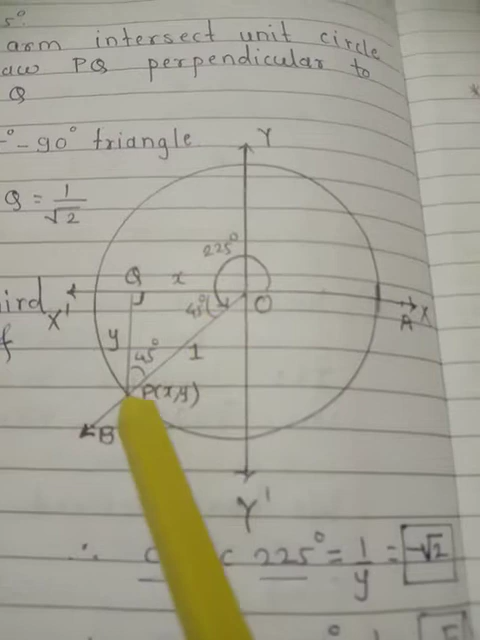 5°
arm intersect unit circle
aw PQ perpendicular to
Q
-° - 90° triangle
Y
Q = 1/√2
225°
Q x
ird X' 45° O A X
f y 45° 1
P(x,y)
B
Y'
∴ c c 225° = 1/y = -√2